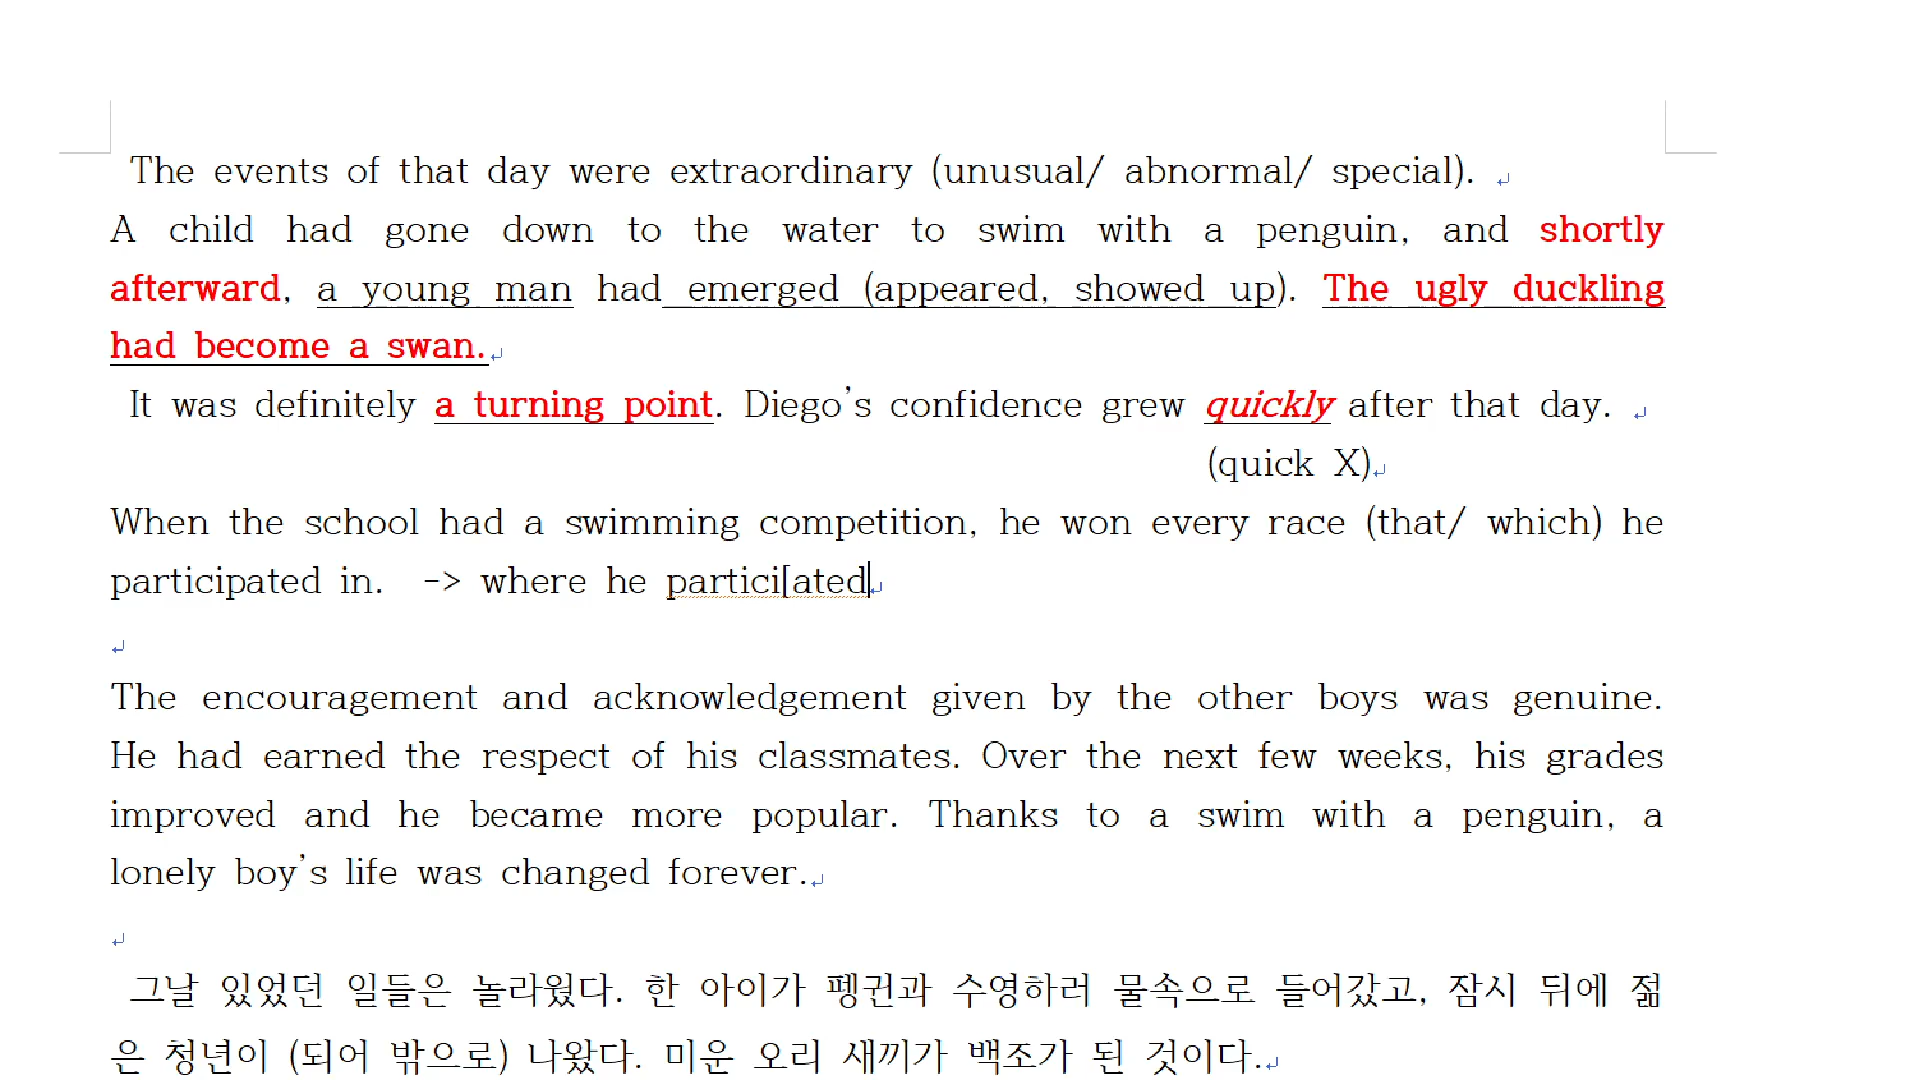 The events of that day were extraordinary (unusual/ abnormal/ special).
A child had gone down to the water to swim with a penguin, and shortly
afterward, a young man had emerged (appeared, showed up). The ugly duckling
had become a swan.
It was definitely a turning point. Diego's confidence grew quickly after that day.
(quick X)
When the school had a swimming competition, he won every race (that/ which) he
participated in. -> where he partici[ated
The encouragement and acknowledgement given by the other boys was genuine.
He had earned the respect of his classmates. Over the next few weeks, his grades
improved and he became more popular. Thanks to a swim with a penguin, a
lonely boy's life was changed forever.
그날 있었던 일들은 놀라웠다. 한 아이가 펭귄과 수영하러 물속으로 들어갔고, 잠시 뒤에 젊
은 청년이 (되어 밖으로) 나왔다. 미운 오리 새끼가 백조가 된 것이다.